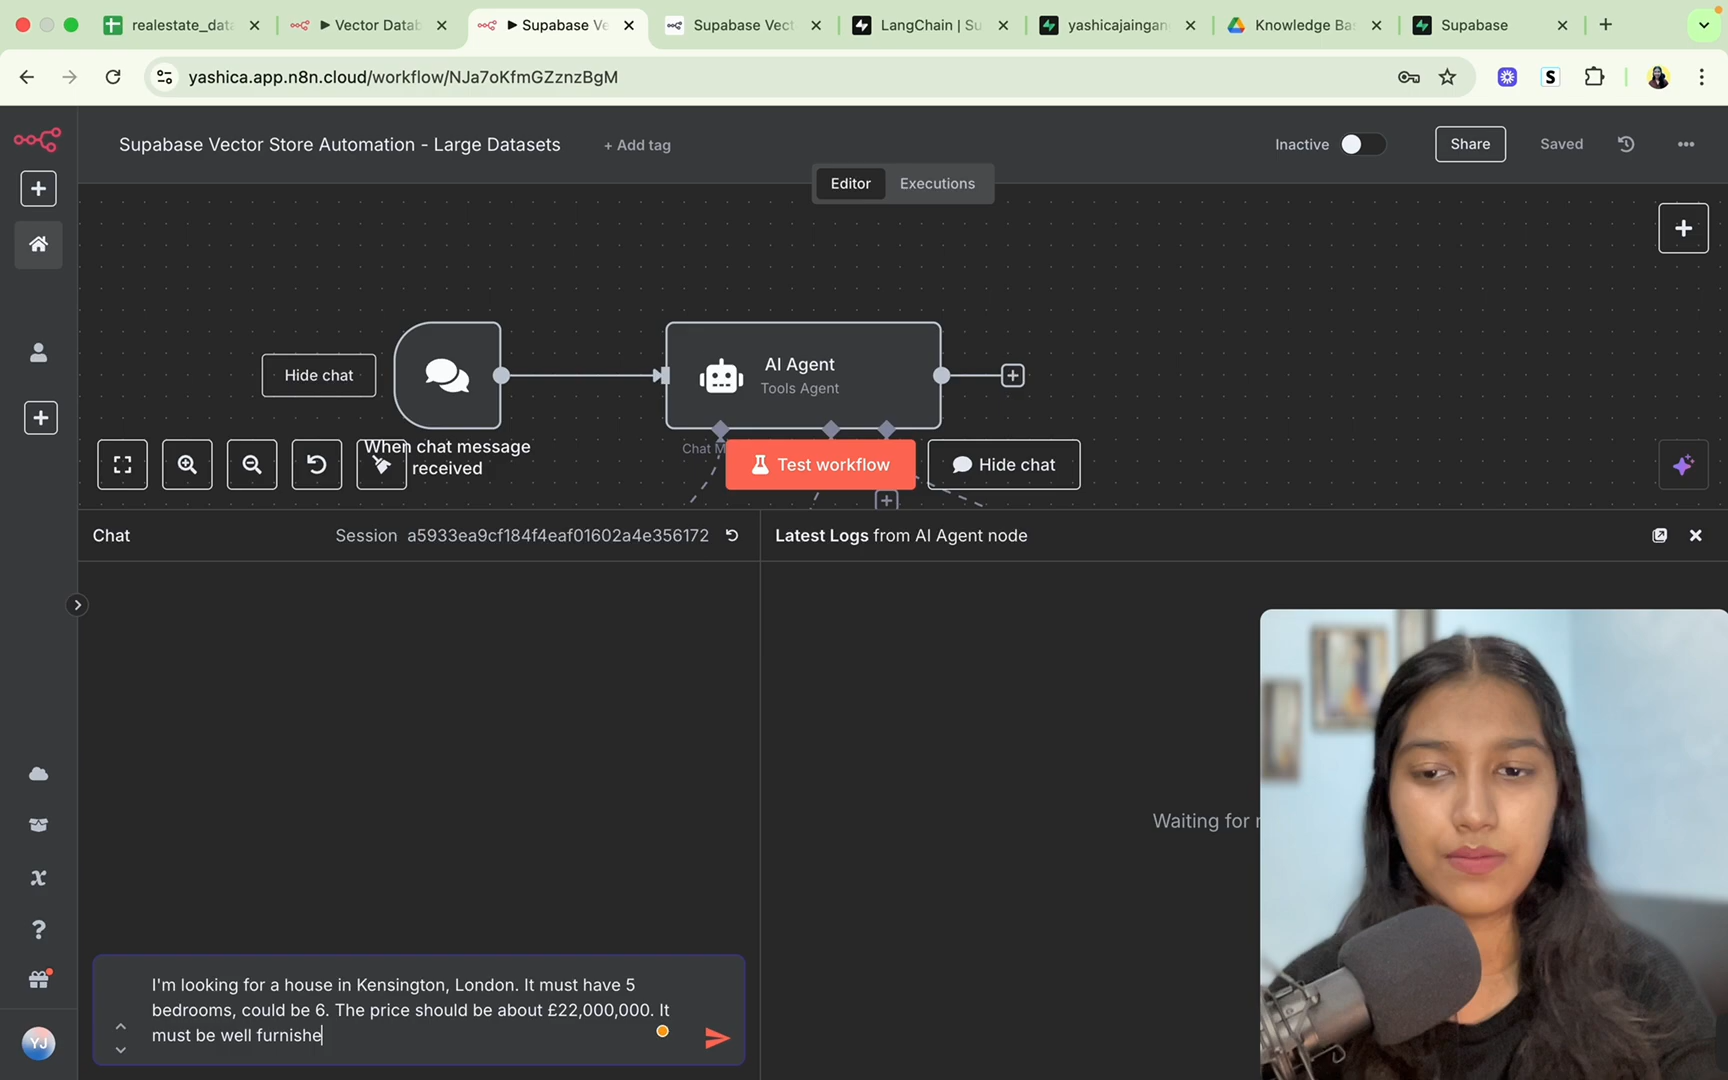 realestate_data
Vector Datab
Supabase Ve
Supabase Vect
LangChain | Su
yashicajaingan
Knowledge Ba
Supabase
yashica.app.n8n.cloud/workflow/NJa7oKfmGZznzBgM
S
Supabase Vector Store Automation - Large Datasets
+ Add tag
Inactive
Share
Saved
Editor
Executions
Hide chat
AI Agent
Tools Agent
When chat message
received
Chat M
Test workflow
Hide chat
Chat
Session a5933ea9cf184f4eaf01602a4e356172
Latest Logs from AI Agent node
Waiting for
I'm looking for a house in Kensington, London. It must have 5
bedrooms, could be 6. The price should be about £22,000,000. It
must be well furnishe
YJ